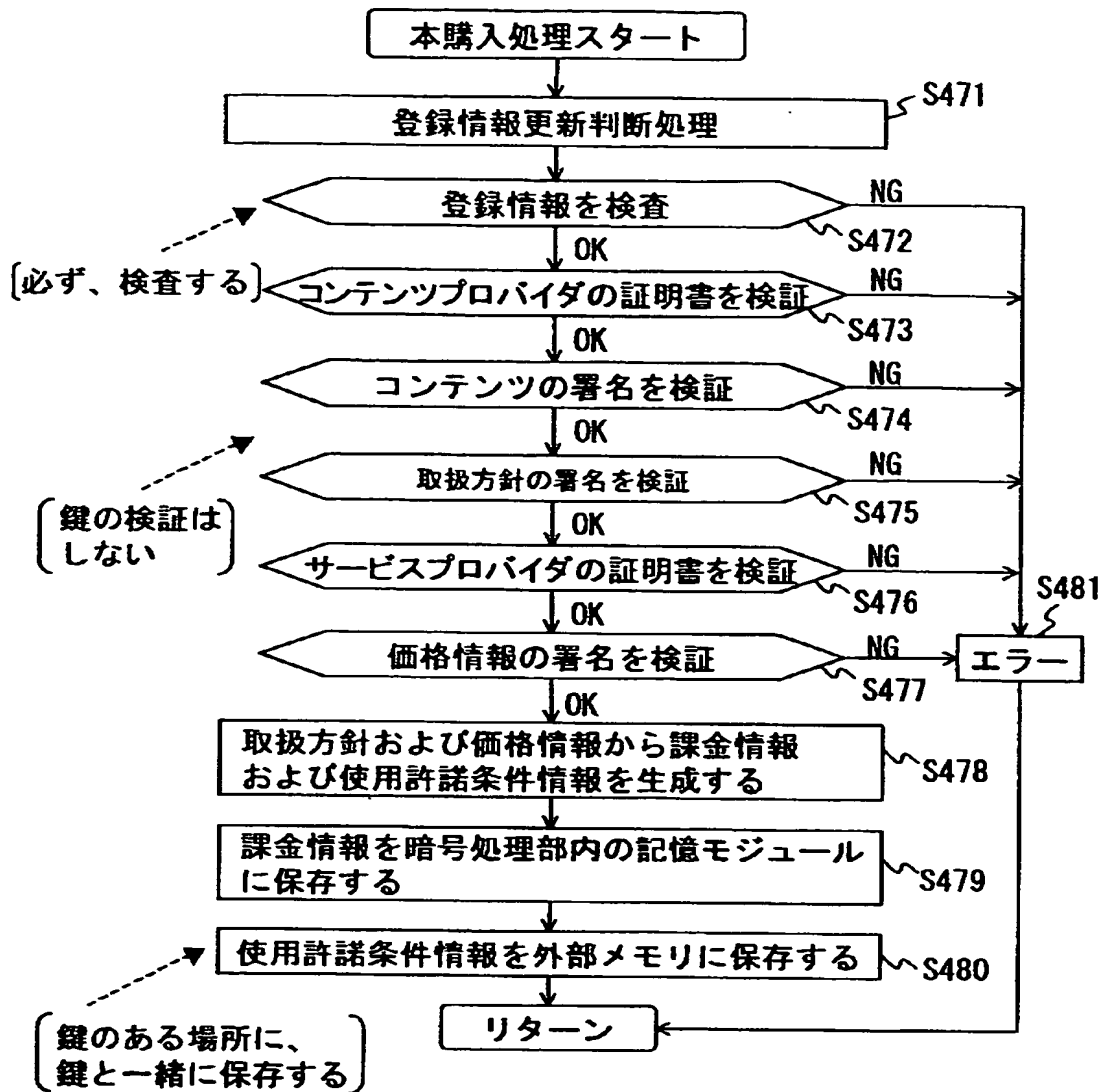 本購入処理スタート
S471
登録情報更新判断処理
登録情報を検査
NG
S472
OK
〔必ず、検査する〕
コンテンツプロバイダの証明書を検証
NG
S473
OK
コンテンツの署名を検証
NG
S474
OK
取扱方針の署名を検証
NG
S475
鍵の検証は
しない
OK
サービスプロバイダの証明書を検証
NG
S476
S481
OK
価格情報の署名を検証
NG
エラー
S477
OK
取扱方針および価格情報から課金情報
および使用許諾条件情報を生成する
S478
課金情報を暗号処理部内の記憶モジュール
に保存する
S479
使用許諾条件情報を外部メモリに保存する
S480
鍵のある場所に、
鍵と一緒に保存する
リターン